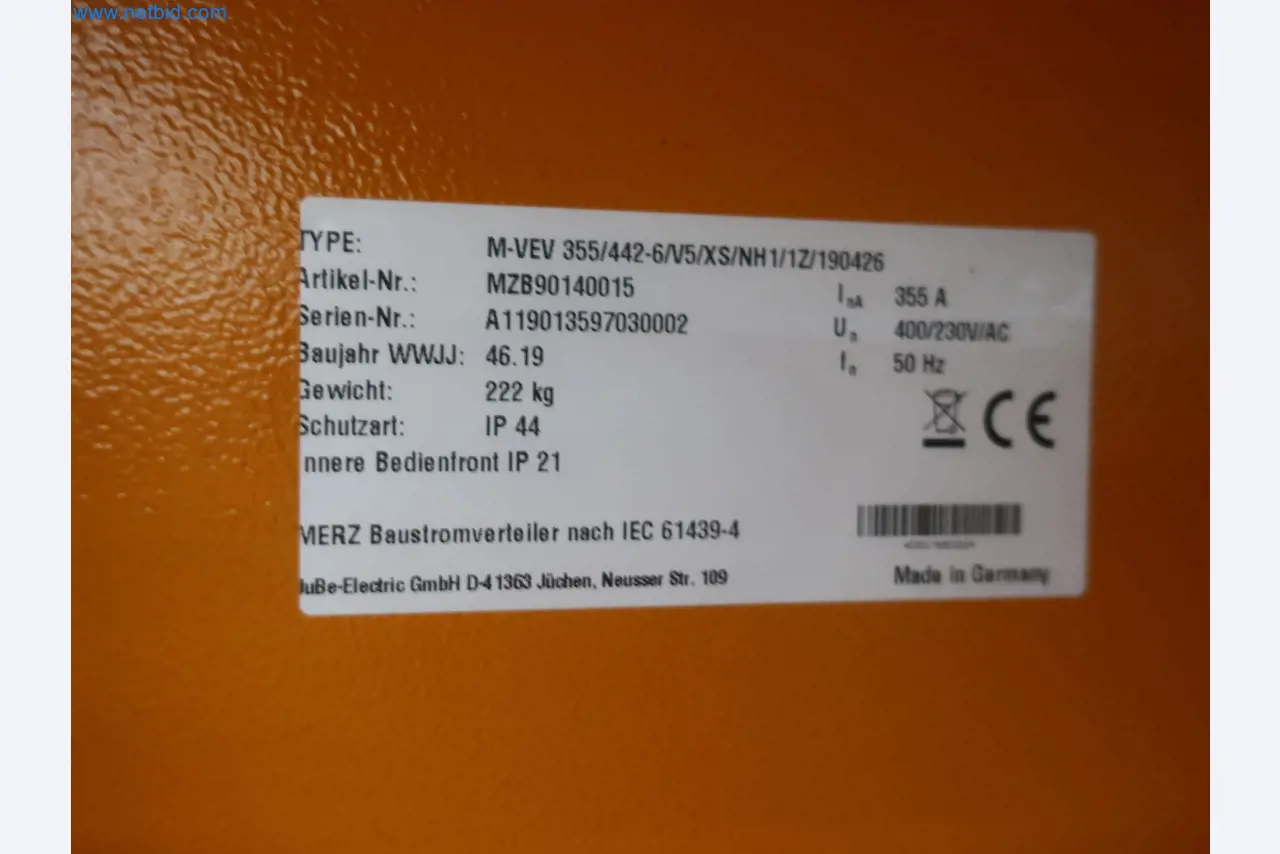 www.netbid.com
TYPE: M-VEV 355/442-6/V5/XS/NH1/1Z/190426
Artikel-Nr.: MZB90140015
InA 355 A
Serien-Nr.: A119013597030002
Un 400/230V/AC
Baujahr WWJJ: 46.19
fn 50 Hz
Gewicht: 222 kg
Schutzart: IP 44
CE
Innere Bedienfront IP 21
MERZ Baustromverteiler nach IEC 61439-4
JuBe-Electric GmbH D-41363 Jüchen, Neusser Str. 109
Made in Germany